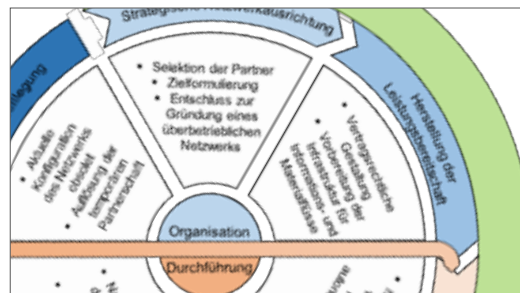 Strategische Netzwerkausrichtung
• Selektion der Partner
• Zielformulierung
• Entschluss zur
Gründung eines
überbetrieblichen
Netzwerks
Herstellung der
Leistungsbereitschaft
• Vertragsrechtliche
Gestaltung
• Vorbereitung der
Infrastruktur für
Informations- und
Materialflüsse
• Aktuelle
Konfiguration
des Netzwerks
obsolet
• Auflösung der
temporären
Partnerschaft
Organisation
Durchführung